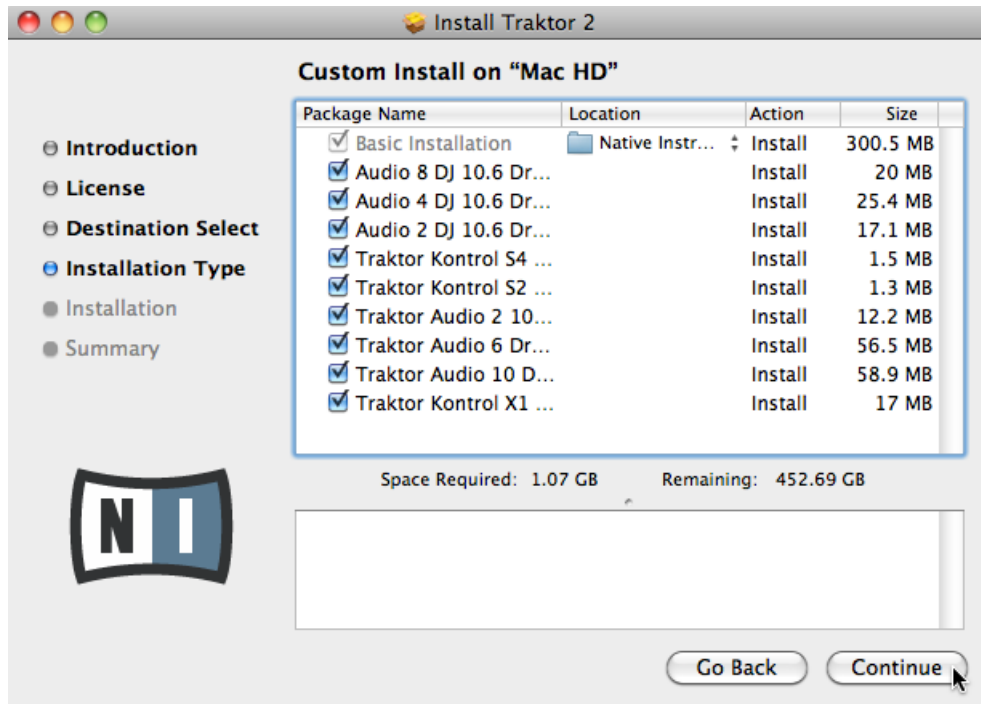 Install Traktor 2
Custom Install on “Mac HD”
Introduction
License
Destination Select
Installation Type
Installation
Summary
Package Name Location Action Size
Basic Installation Native Instr... Install 300.5 MB
Audio 8 DJ 10.6 Dr... Install 20 MB
Audio 4 DJ 10.6 Dr... Install 25.4 MB
Audio 2 DJ 10.6 Dr... Install 17.1 MB
Traktor Kontrol S4 ... Install 1.5 MB
Traktor Kontrol S2 ... Install 1.3 MB
Traktor Audio 2 10... Install 12.2 MB
Traktor Audio 6 Dr... Install 56.5 MB
Traktor Audio 10 D... Install 58.9 MB
Traktor Kontrol X1 ... Install 17 MB
Space Required: 1.07 GB Remaining: 452.69 GB
NI
Go Back Continue